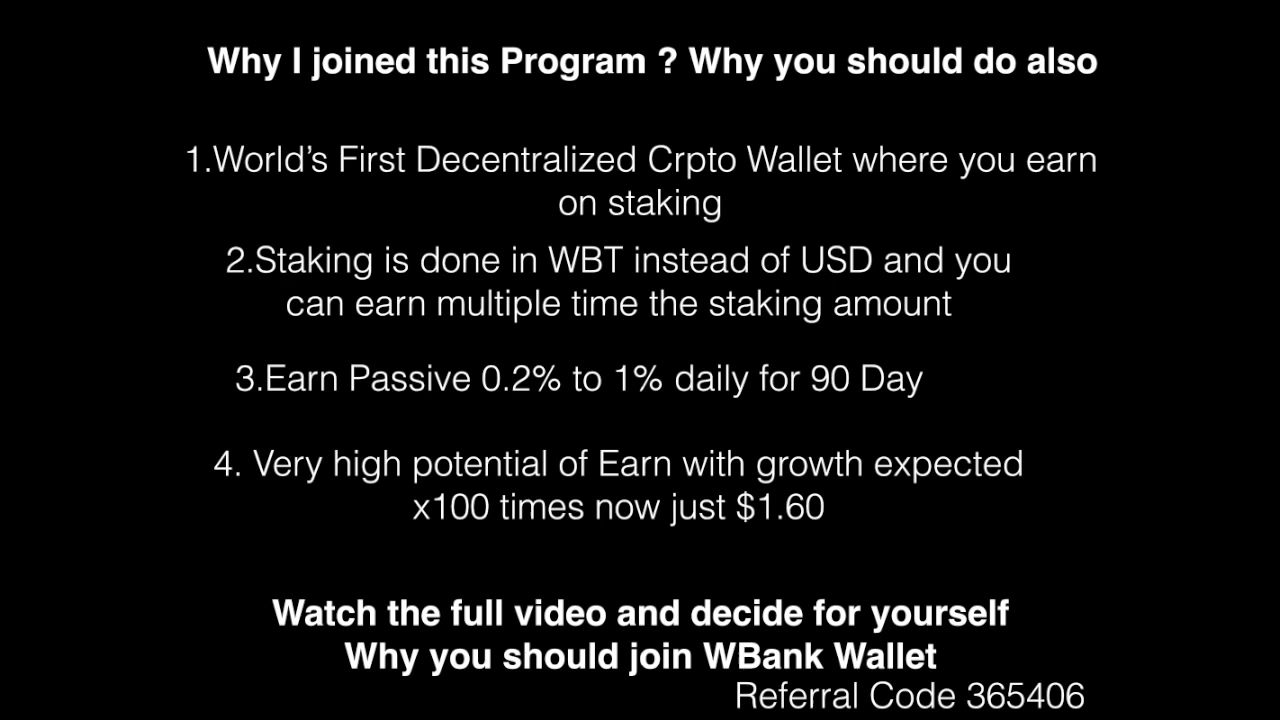 Why I joined this Program ? Why you should do also
1.World's First Decentralized Crpto Wallet where you earn
on staking
2.Staking is done in WBT instead of USD and you
can earn multiple time the staking amount
3.Earn Passive 0.2% to 1% daily for 90 Day
4. Very high potential of Earn with growth expected
x100 times now just $1.60
Watch the full video and decide for yourself
Why you should join WBank Wallet
Referral Code 365406